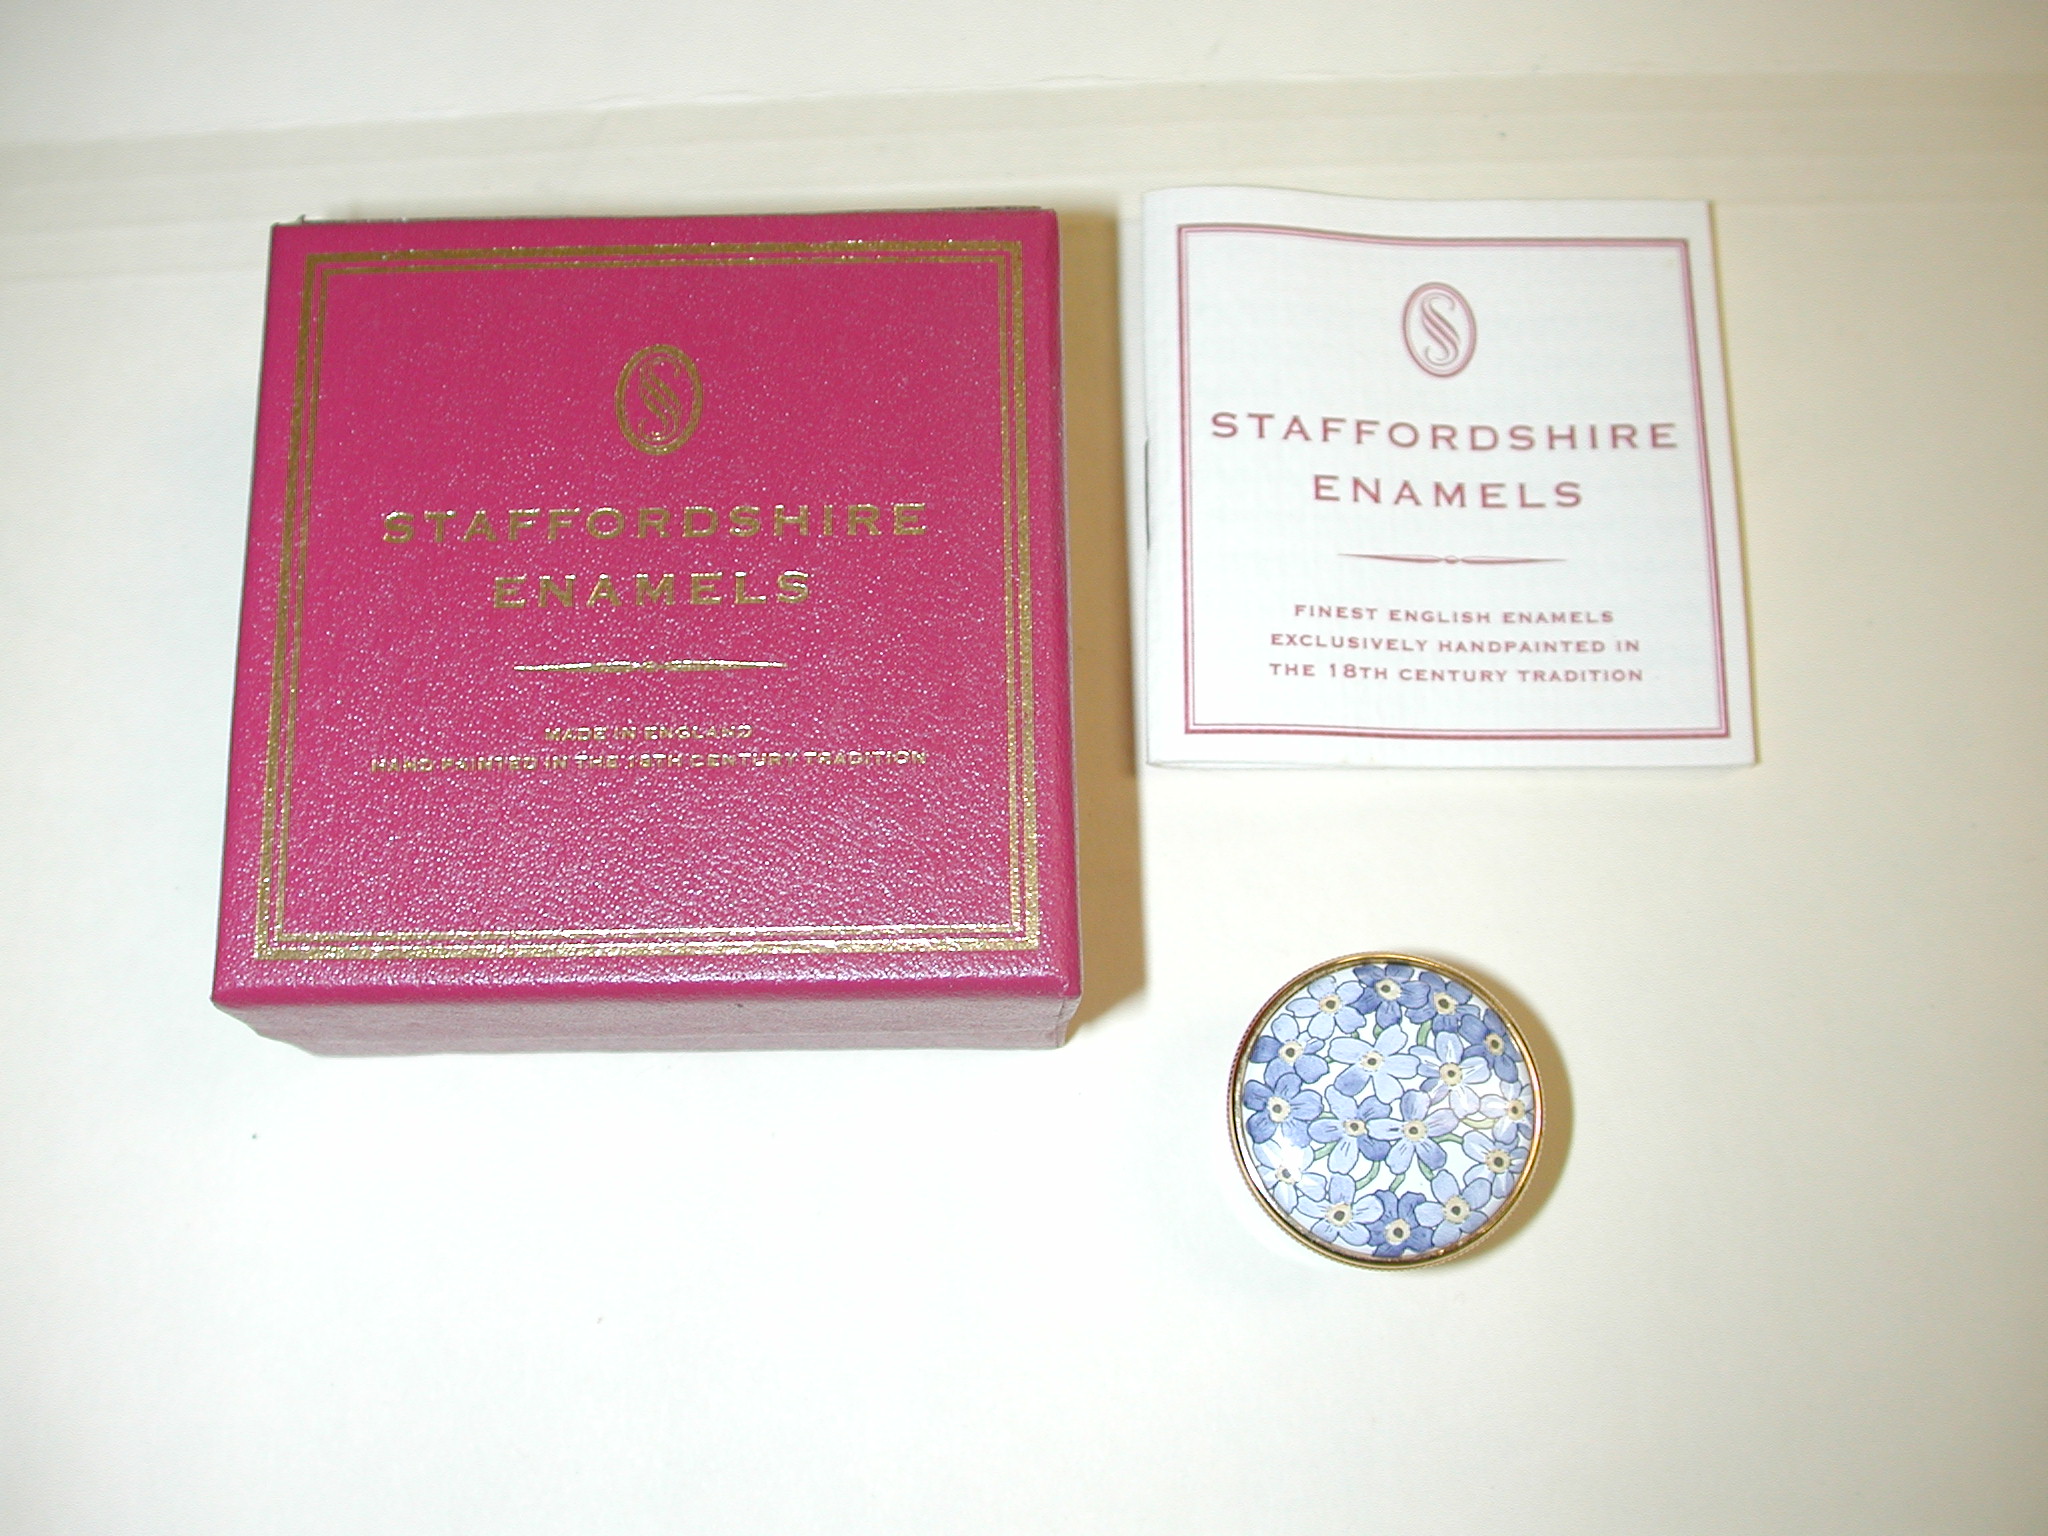 STAFFORDSHIRE
ENAMELS
MADE IN ENGLAND
HAND PAINTED IN THE 18TH CENTURY TRADITION
STAFFORDSHIRE
ENAMELS
FINEST ENGLISH ENAMELS
EXCLUSIVELY HANDPAINTED IN
THE 18TH CENTURY TRADITION